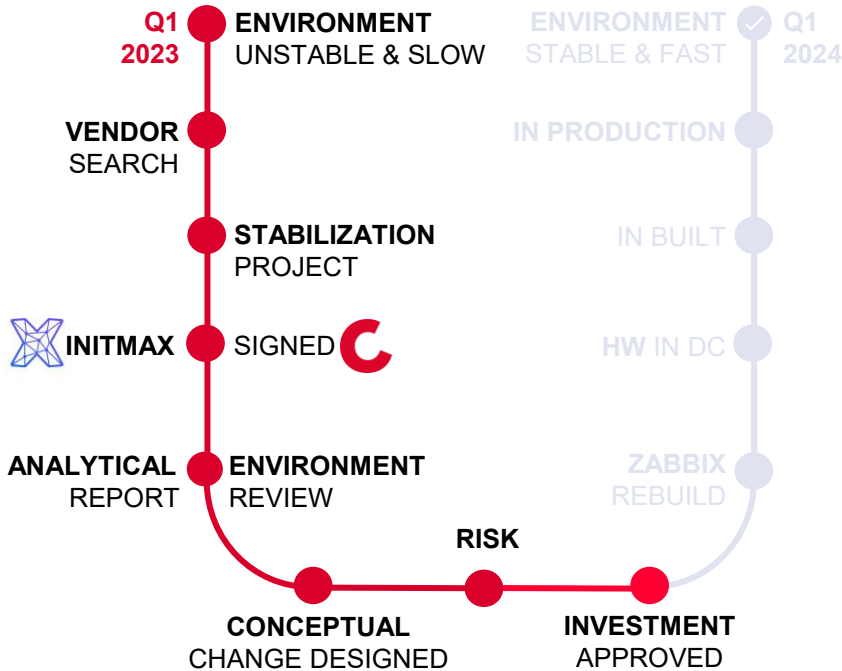 Q1
2023
ENVIRONMENT
UNSTABLE & SLOW
VENDOR
SEARCH
STABILIZATION
PROJECT
INITMAX
SIGNED
ANALYTICAL
REPORT
ENVIRONMENT
REVIEW
CONCEPTUAL
CHANGE DESIGNED
RISK
INVESTMENT
APPROVED
ZABBIX
REBUILD
HW IN DC
IN BUILT
IN PRODUCTION
ENVIRONMENT
STABLE & FAST
Q1
2024